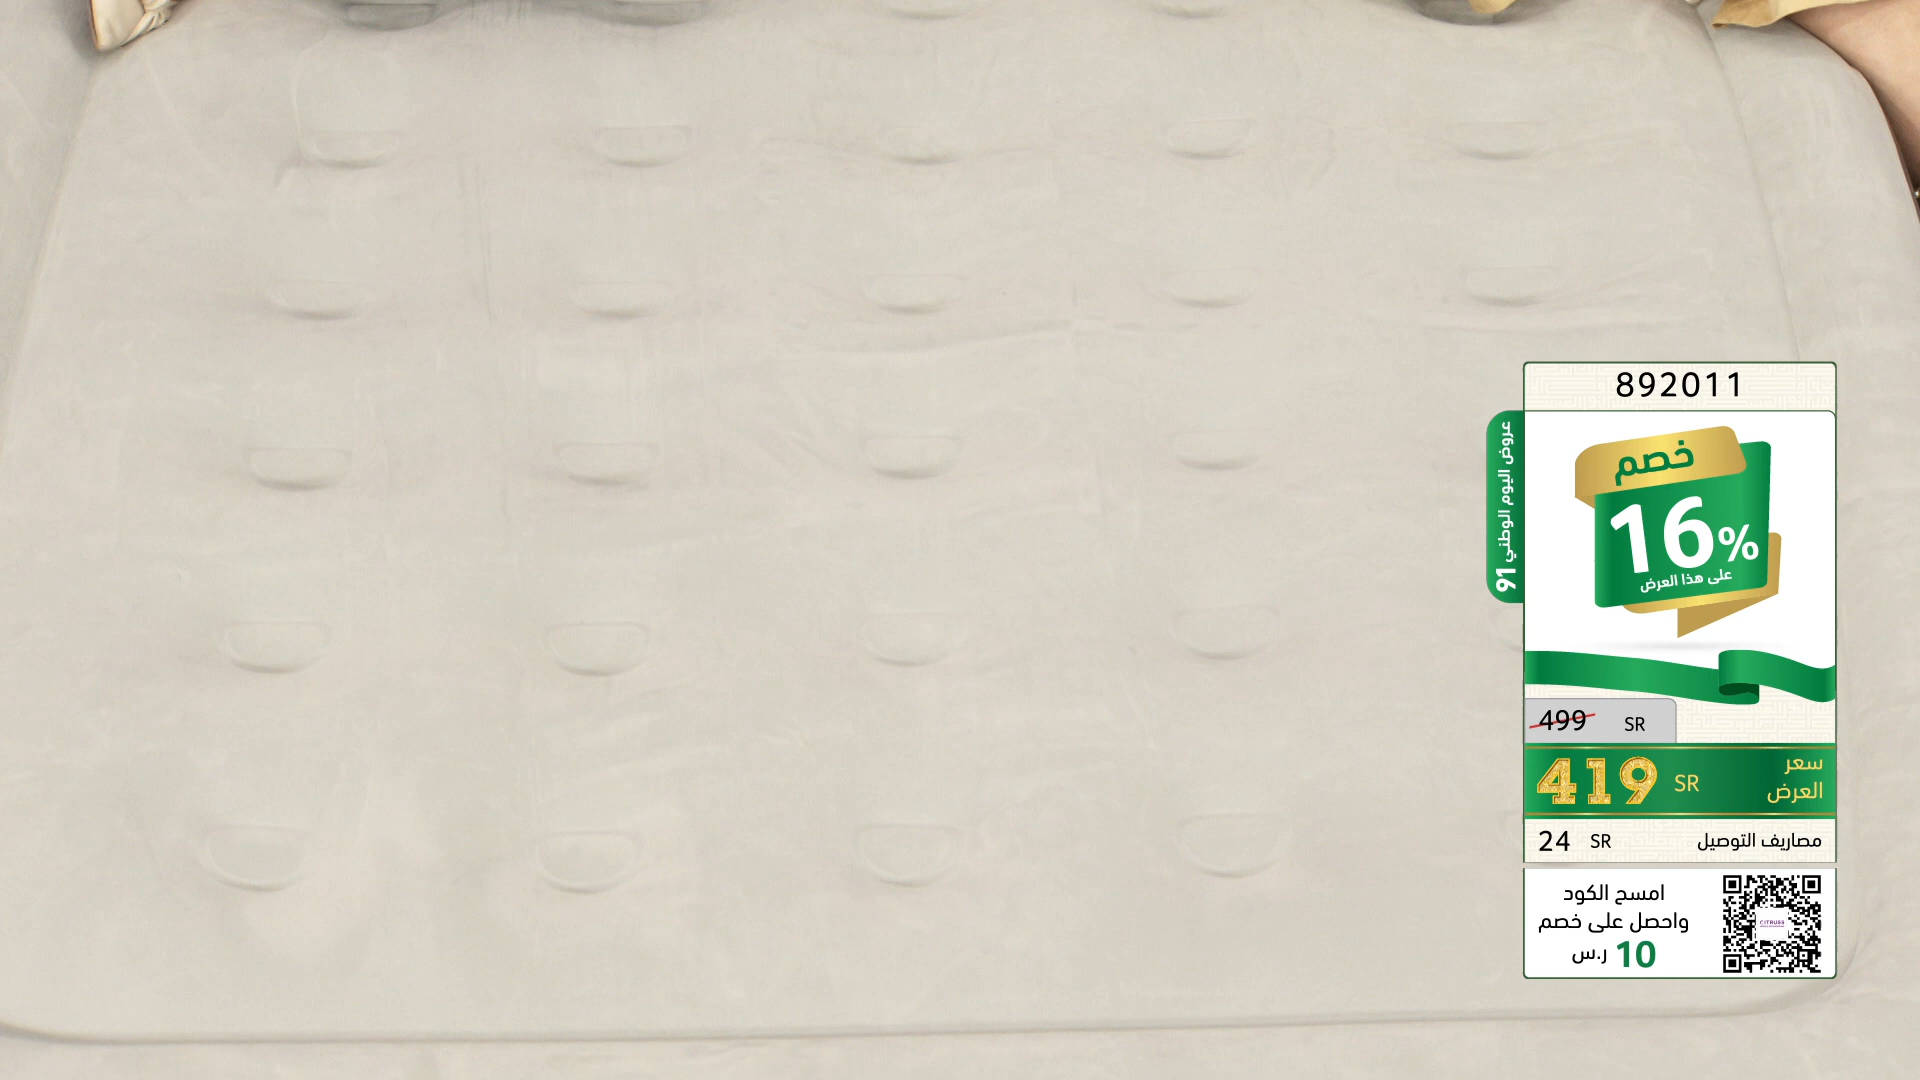 892011
عروض اليوم الوطني 91
خصم
16%
على هذا العرض
499 SR
سعر
العرض
419 SR
مصاريف التوصيل
24 SR
امسح الكود
واحصل على خصم
10 ر.س
CITRUSS